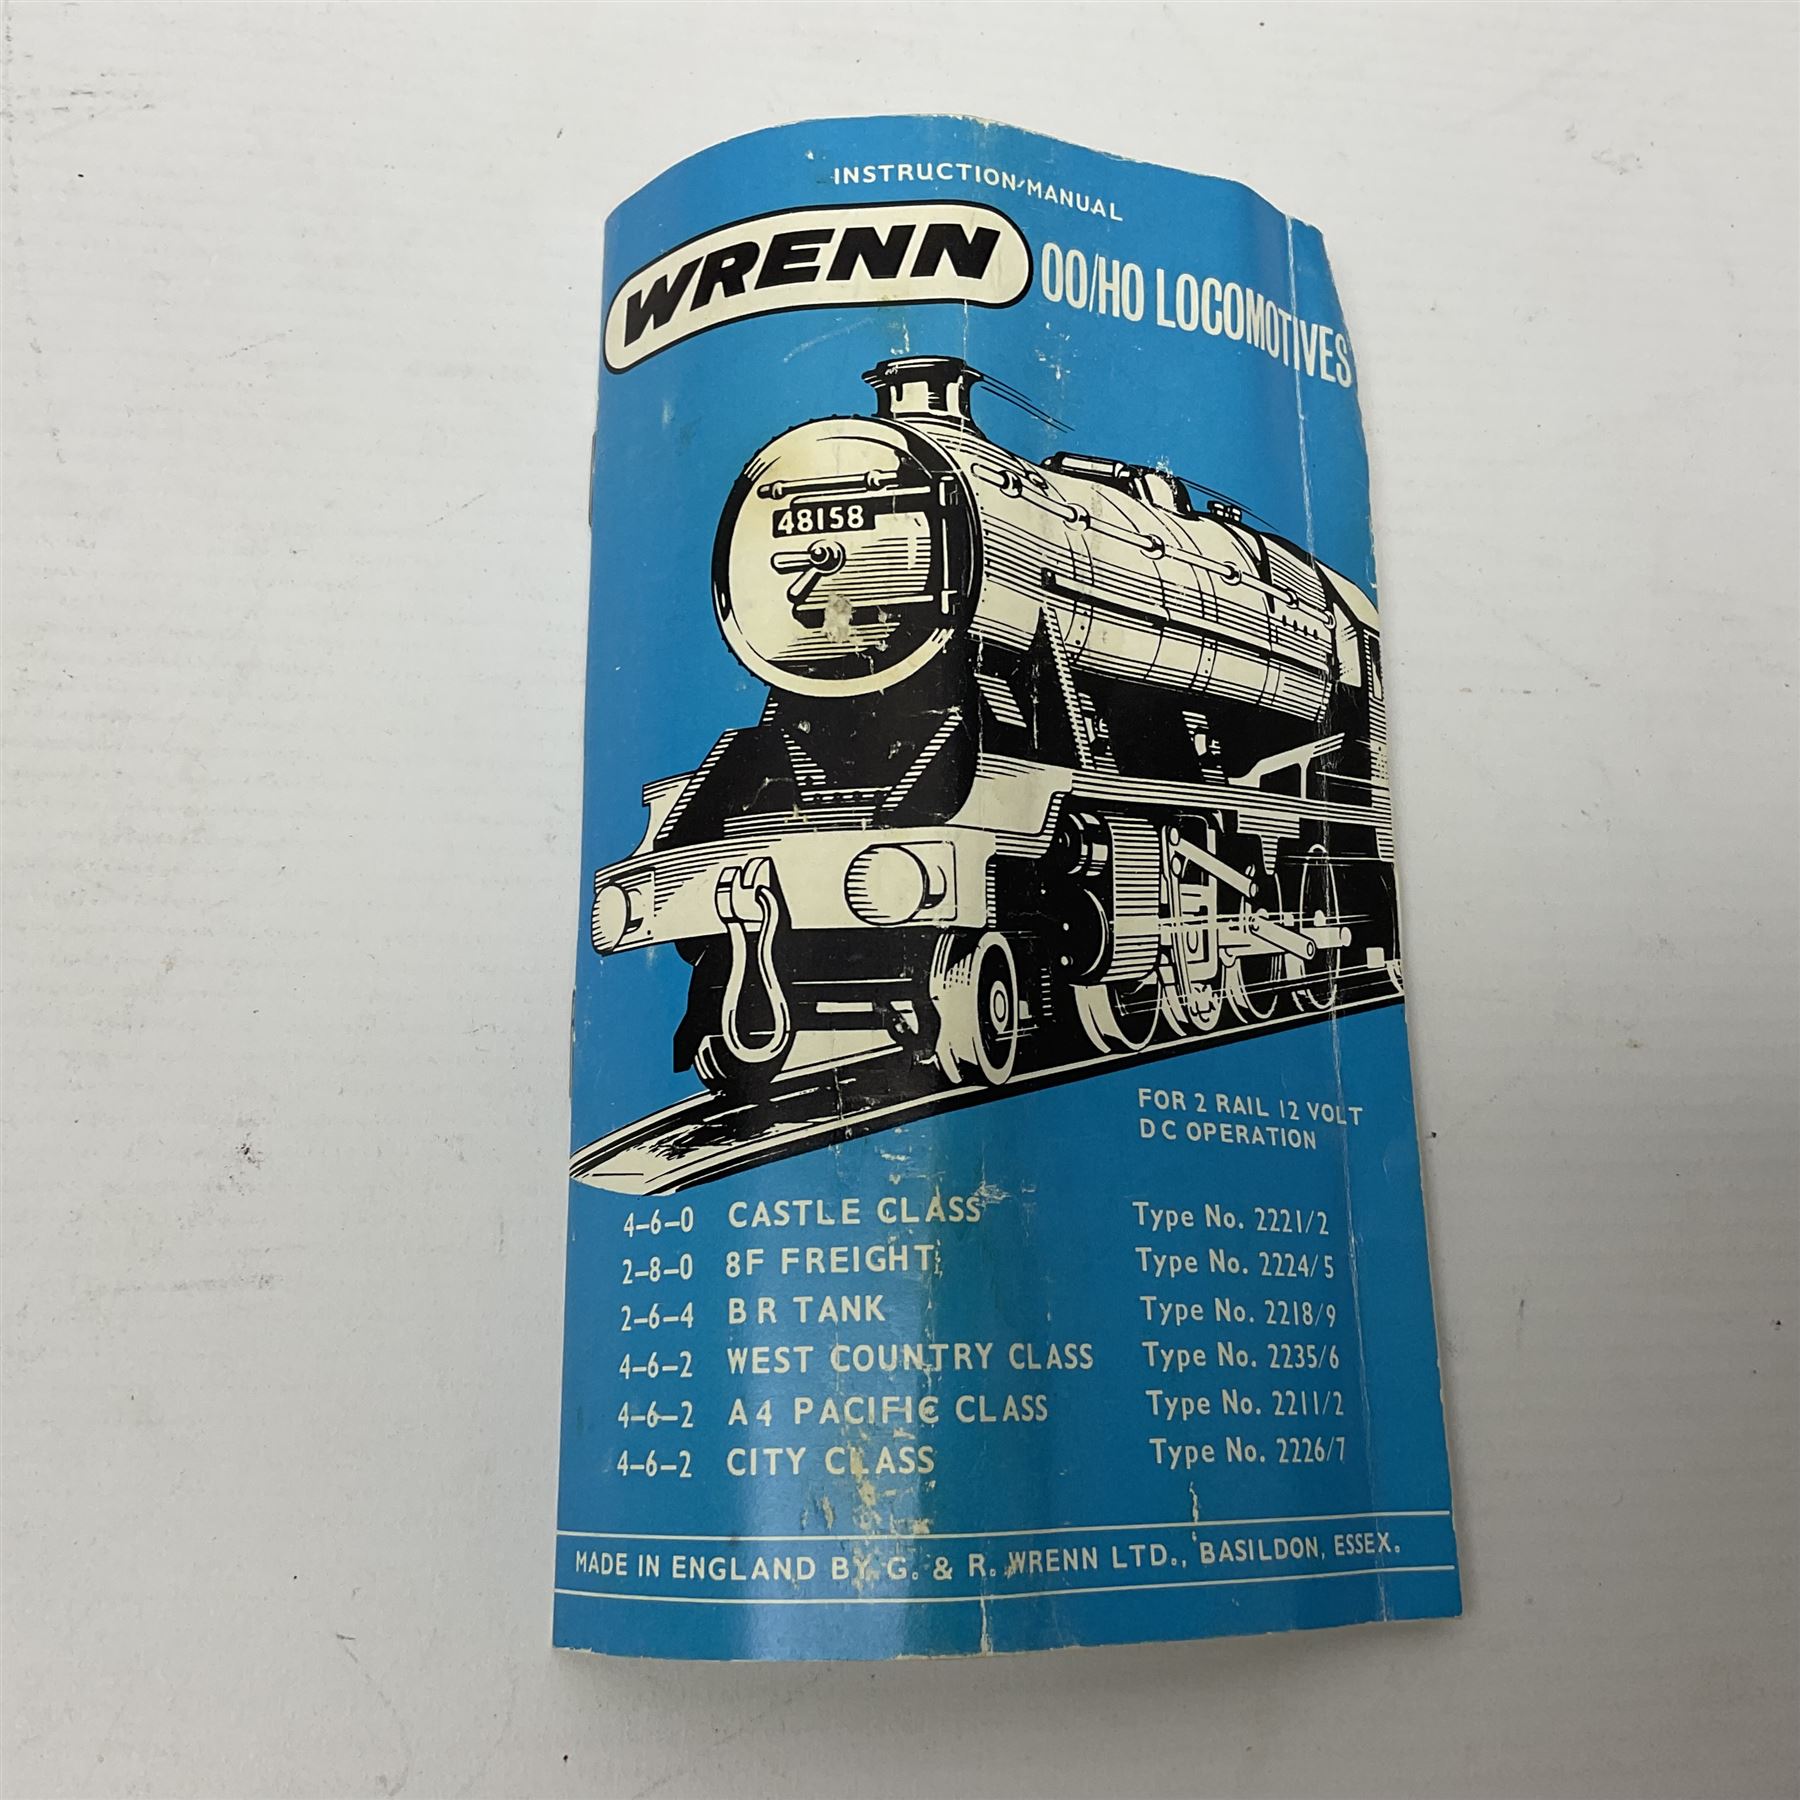 INSTRUCTION MANUAL
WRENN OO/HO LOCOMOTIVES
48158
FOR 2 RAIL 12 VOLT
DC OPERATION
4-6-0 CASTLE CLASS Type No. 2221/2
2-8-0 8F FREIGHT Type No. 2224/5
2-6-4 BR TANK Type No. 2218/9
4-6-2 WEST COUNTRY CLASS Type No. 2235/6
4-6-2 A4 PACIFIC CLASS Type No. 2211/2
4-6-2 CITY CLASS Type No. 2226/7
MADE IN ENGLAND BY G. & R. WRENN LTD., BASILDON, ESSEX.